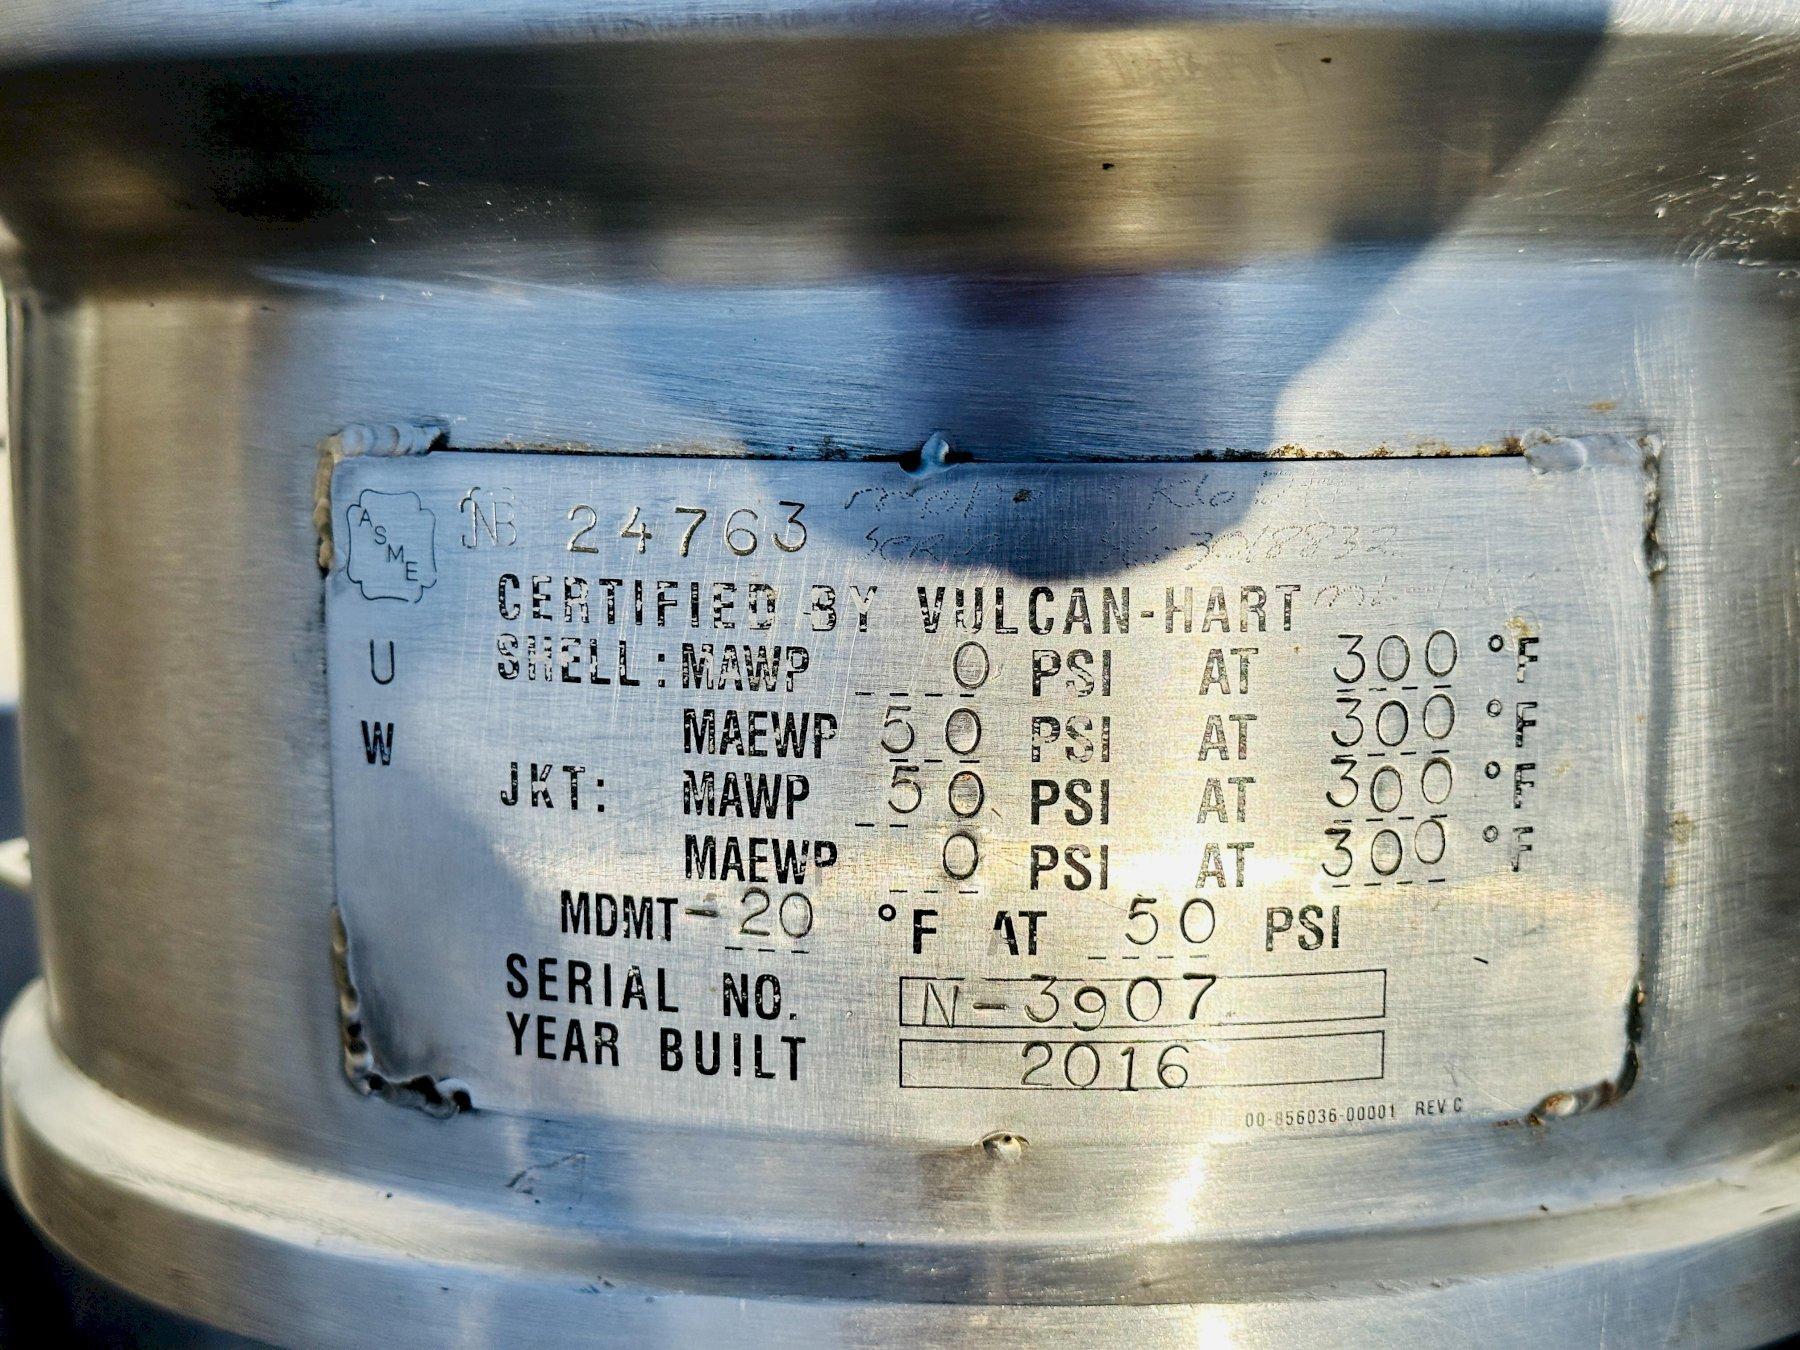 ASME NB 24763
CERTIFIED BY VULCAN-HART
U SHELL: MAWP 0 PSI AT 300 °F
W MAEWP 50 PSI AT 300 °F
JKT: MAWP 50 PSI AT 300 °F
MAEWP 0 PSI AT 300 °F
MDMT -20 °F AT 50 PSI
SERIAL NO. N-3907
YEAR BUILT 2016
00-856036-00001 REV C